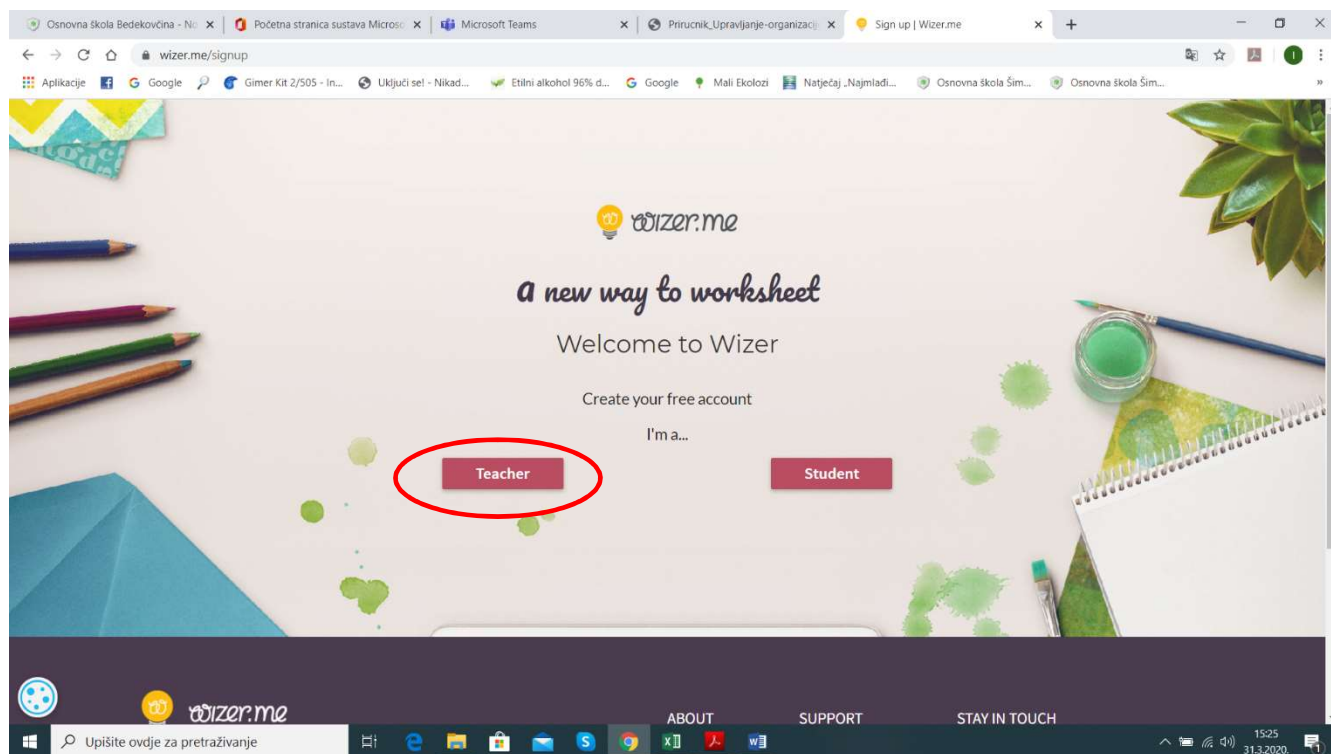 Osnovna škola Bedekovčina - No
Početna stranica sustava Microso
Microsoft Teams
Prirucnik_Upravljanje-organizacij
Sign up | Wizer.me
wizer.me/signup
Aplikacije
Google
Gimer Kit 2/505 - In...
Uključi se! - Nikad...
Etilni alkohol 96% d...
Google
Mali Ekolozi
Natječaj „Najmlađi...
Osnovna škola Šim...
Osnovna škola Šim...
wizer.me
a new way to worksheet
Welcome to Wizer
Create your free account
I'm a...
Teacher
Student
wizer.me
ABOUT
SUPPORT
STAY IN TOUCH
Upišite ovdje za pretraživanje
15:25
31.3.2020.